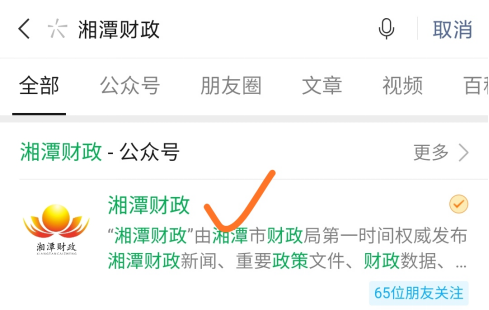 湘潭财政
取消
全部 公众号 朋友圈 文章 视频
湘潭财政 - 公众号
更多
湘潭财政
“湘潭财政”由湘潭市财政局第一时间权威发布
湘潭财政新闻、重要政策文件、财政数据、...
湘潭财政
65位朋友关注